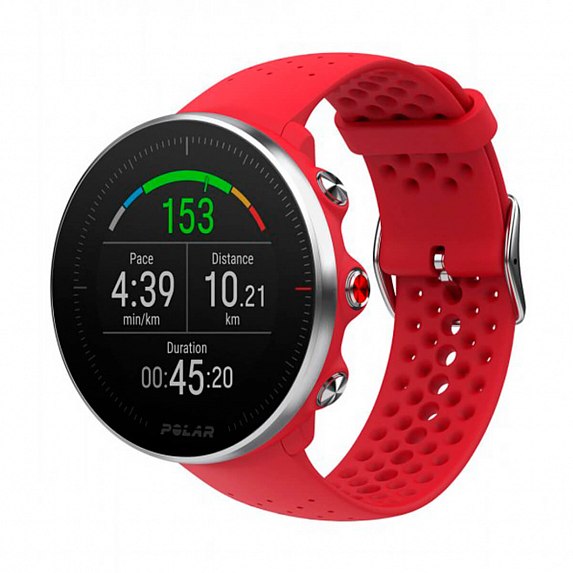 153
Pace Distance
4:39 10.21
min/km km
Duration
00:45:20
POLAR